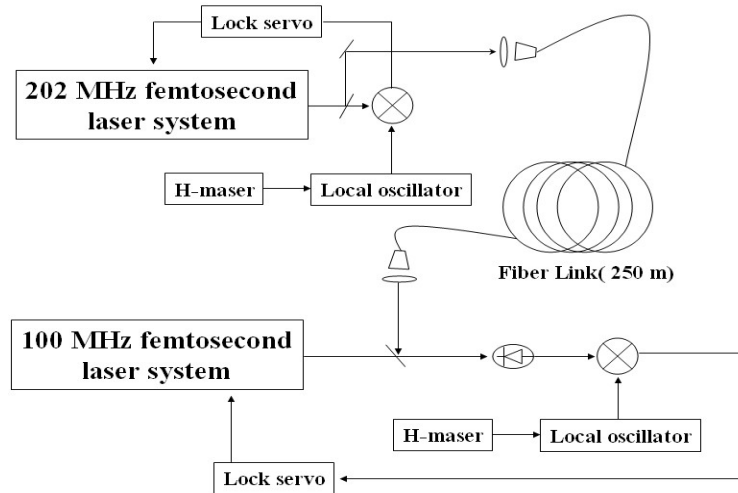 Lock servo
202 MHz femtosecond
laser system
H-maser
Local oscillator
Fiber Link( 250 m)
100 MHz femtosecond
laser system
H-maser
Local oscillator
Lock servo